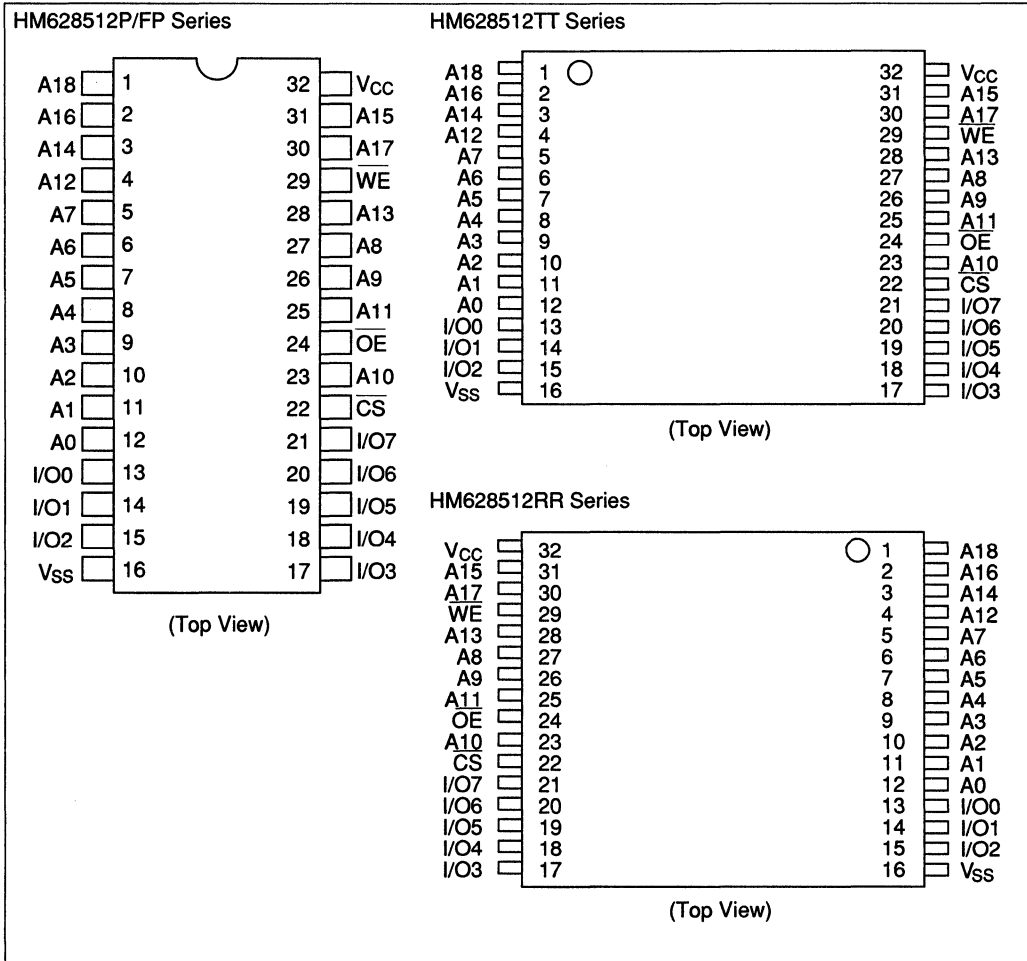 HM628512P/FP Series
A18 1 32 VCC
A16 2 31 A15
A14 3 30 A17
A12 4 29 W̅E̅
A7 5 28 A13
A6 6 27 A8
A5 7 26 A9
A4 8 25 A11
A3 9 24 O̅E̅
A2 10 23 A10
A1 11 22 C̅S̅
A0 12 21 I/O7
I/O0 13 20 I/O6
I/O1 14 19 I/O5
I/O2 15 18 I/O4
VSS 16 17 I/O3
(Top View)
HM628512TT Series
A18 1 32 VCC
A16 2 31 A15
A14 3 30 A17
A12 4 29 W̅E̅
A7 5 28 A13
A6 6 27 A8
A5 7 26 A9
A4 8 25 A11
A3 9 24 O̅E̅
A2 10 23 A10
A1 11 22 C̅S̅
A0 12 21 I/O7
I/O0 13 20 I/O6
I/O1 14 19 I/O5
I/O2 15 18 I/O4
VSS 16 17 I/O3
(Top View)
HM628512RR Series
VCC 32 1 A18
A15 31 2 A16
A17 30 3 A14
W̅E̅ 29 4 A12
A13 28 5 A7
A8 27 6 A6
A9 26 7 A5
A11 25 8 A4
O̅E̅ 24 9 A3
A10 23 10 A2
C̅S̅ 22 11 A1
I/O7 21 12 A0
I/O6 20 13 I/O0
I/O5 19 14 I/O1
I/O4 18 15 I/O2
I/O3 17 16 VSS
(Top View)